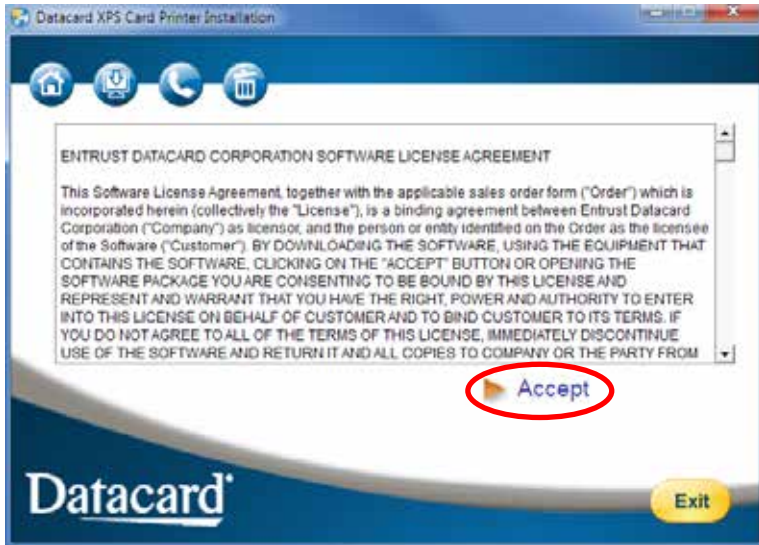 Datacard XPS Card Printer Installation
ENTRUST DATACARD CORPORATION SOFTWARE LICENSE AGREEMENT
This Software License Agreement, together with the applicable sales order form ("Order") which is
incorporated herein (collectively the "License"), is a binding agreement between Entrust Datacard
Corporation ("Company") as licensor, and the person or entity identified on the Order as the licensee
of the Software ("Customer"). BY DOWNLOADING THE SOFTWARE, USING THE EQUIPMENT THAT
CONTAINS THE SOFTWARE, CLICKING ON THE "ACCEPT" BUTTON OR OPENING THE
SOFTWARE PACKAGE YOU ARE CONSENTING TO BE BOUND BY THIS LICENSE AND
REPRESENT AND WARRANT THAT YOU HAVE THE RIGHT, POWER AND AUTHORITY TO ENTER
INTO THIS LICENSE ON BEHALF OF CUSTOMER AND TO BIND CUSTOMER TO ITS TERMS. IF
YOU DO NOT AGREE TO ALL OF THE TERMS OF THIS LICENSE, IMMEDIATELY DISCONTINUE
USE OF THE SOFTWARE AND RETURN IT AND ALL COPIES TO COMPANY OR THE PARTY FROM
Accept
Datacard
Exit